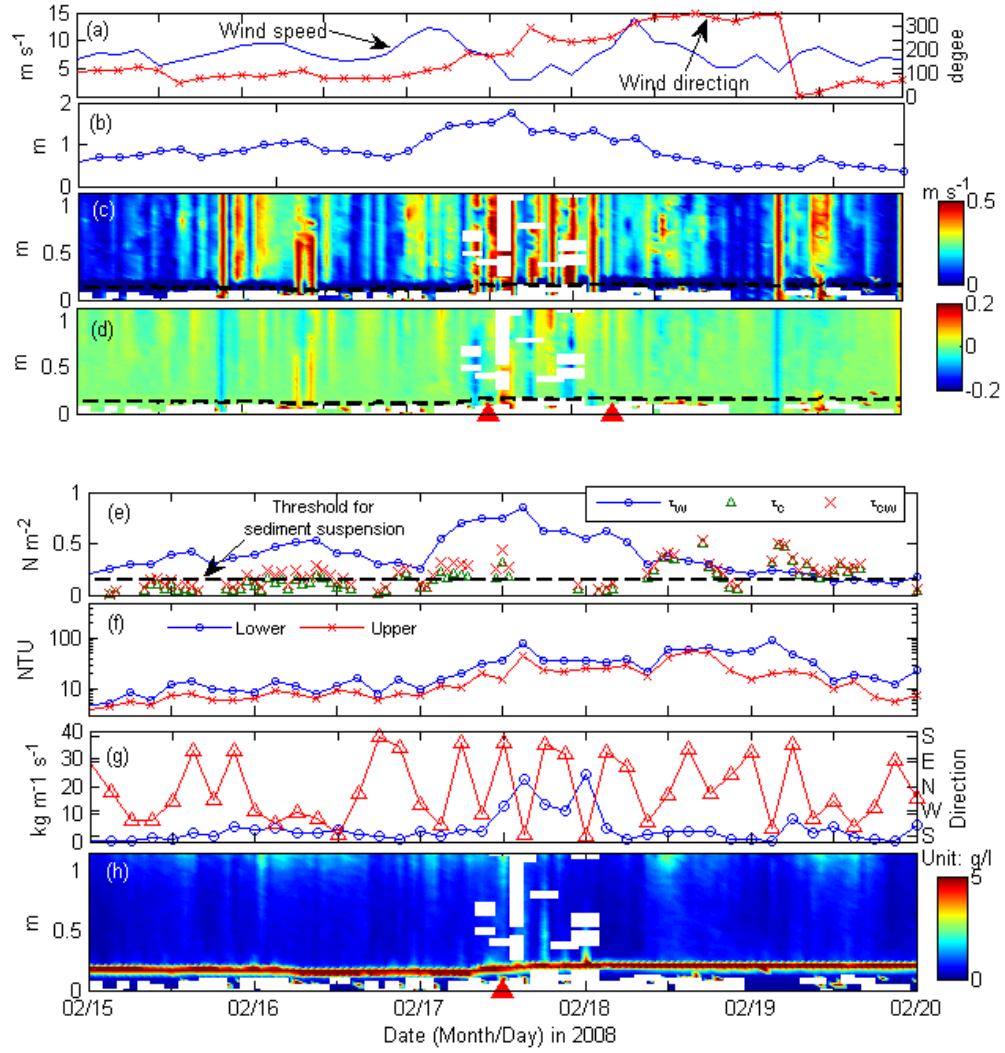 (a)
Wind speed
Wind direction
15
10
5
2
m s⁻¹
300
200
100
0
degree
(b)
2
1
0
m
(c)
1
0.5
0
m
m s⁻¹
0.5
0
(d)
1
0.5
0
m
0.2
0
-0.2
(e)
Threshold for
sediment suspension
τw τc τcw
1
0.5
0
N m⁻²
(f)
Lower Upper
100
10
NTU
(g)
40
30
20
10
0
kg m⁻¹ s⁻¹
S
E
N
W
S
Direction
(h)
1
0.5
0
m
Unit: g/l
5
0
02/15 02/16 02/17 02/18 02/19 02/20
Date (Month/Day) in 2008